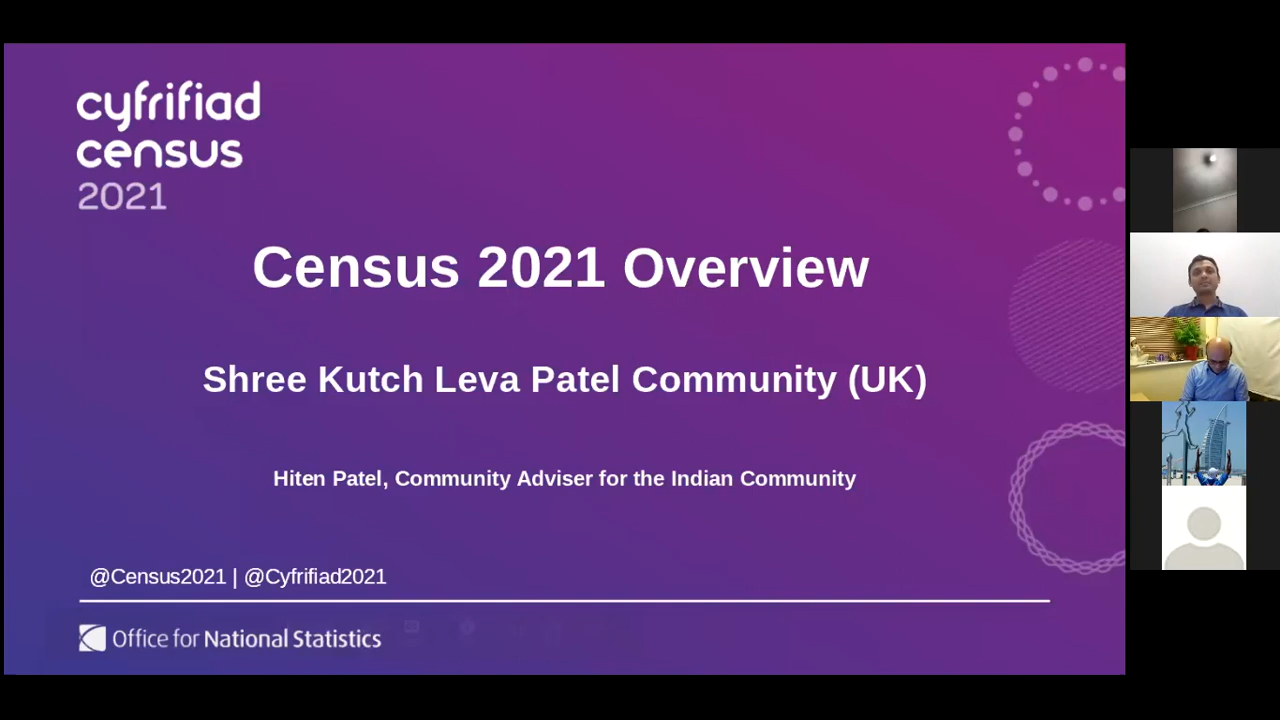 cyfrifiad
census
2021
Census 2021 Overview
Shree Kutch Leva Patel Community (UK)
Hiten Patel, Community Adviser for the Indian Community
@Census2021 | @Cyfrifiad2021
Office for National Statistics